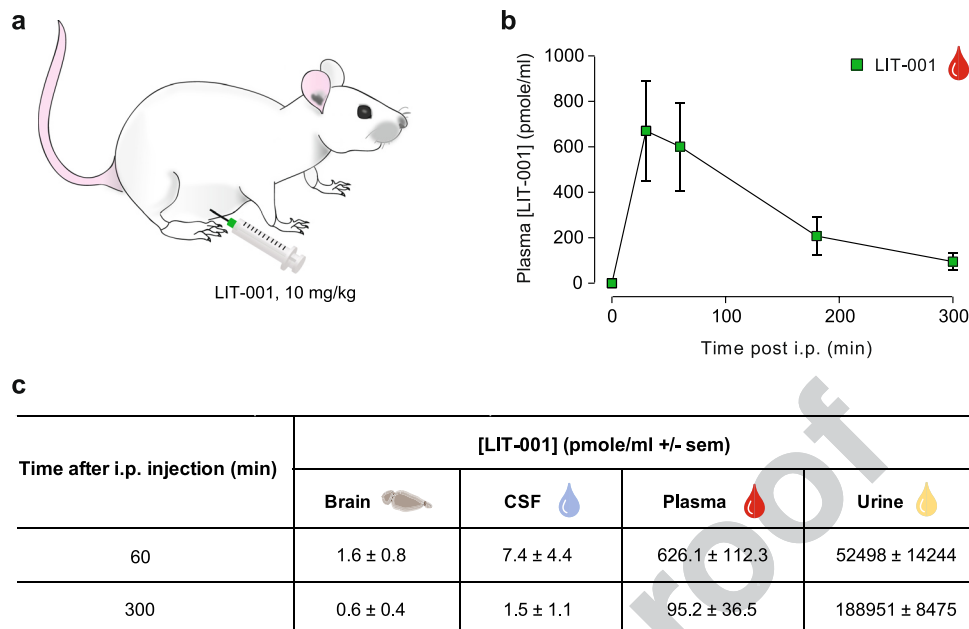 a
LIT-001, 10 mg/kg
b
1000
800
600
400
200
0
Plasma [LIT-001] (pmole/ml)
LIT-001
0
100
200
300
Time post i.p. (min)
c
Time after i.p. injection (min)
[LIT-001] (pmole/ml +/- sem)
Brain
CSF
Plasma
Urine
60
1.6 ± 0.8
7.4 ± 4.4
626.1 ± 112.3
52498 ± 14244
300
0.6 ± 0.4
1.5 ± 1.1
95.2 ± 36.5
188951 ± 8475
roof